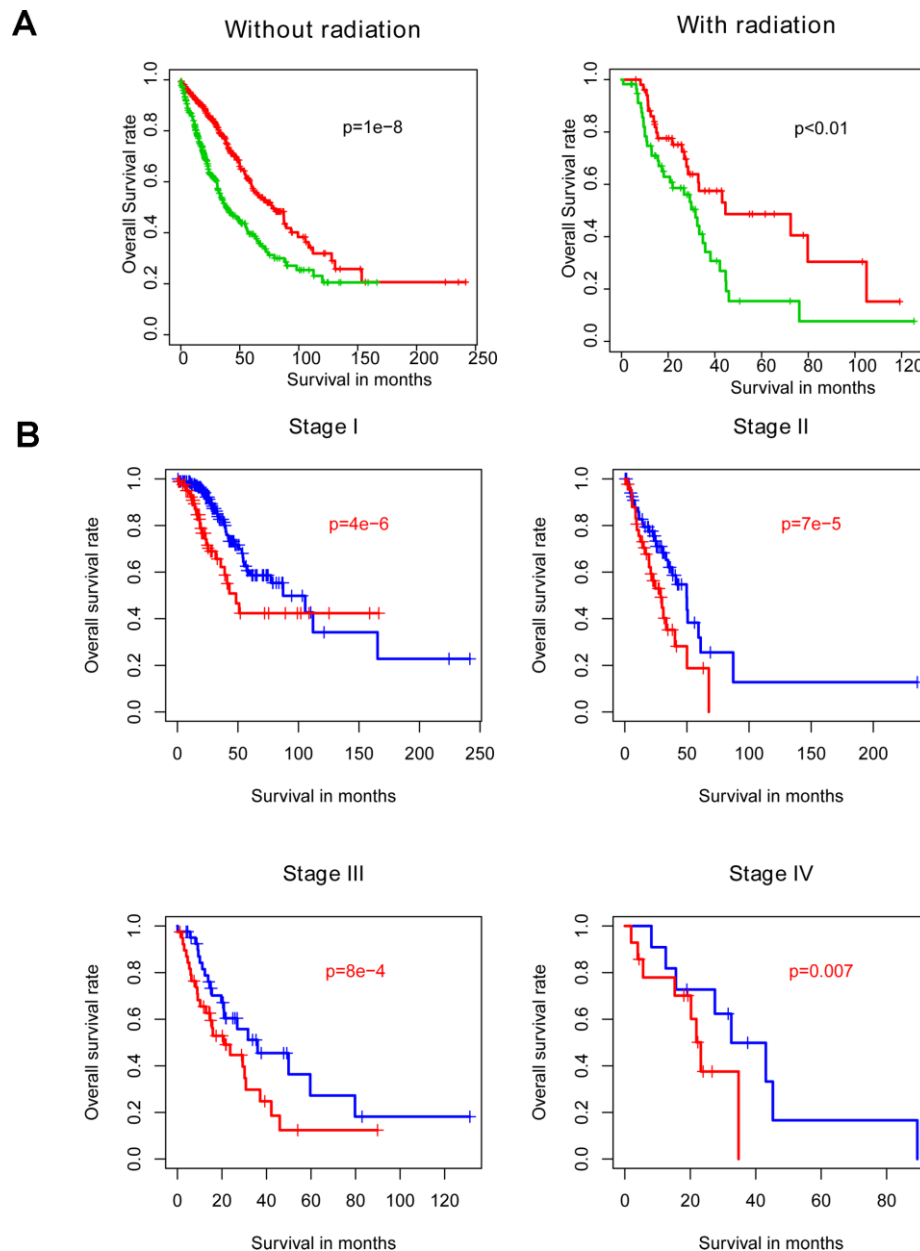 A
Without radiation
With radiation
Overall Survival rate
0.0 0.2 0.4 0.6 0.8 1.0
p=1e−8
0 50 100 150 200 250
Survival in months
Overall Survival rate
0.0 0.2 0.4 0.6 0.8 1.0
p<0.01
0 20 40 60 80 100 120
Survival in months
B
Stage I
Stage II
Overall survival rate
0.0 0.2 0.4 0.6 0.8 1.0
p=4e−6
0 50 100 150 200 250
Survival in months
Overall survival rate
0.0 0.2 0.4 0.6 0.8 1.0
p=7e−5
0 50 100 150 200
Survival in months
Stage III
Stage IV
Overall survival rate
0.0 0.2 0.4 0.6 0.8 1.0
p=8e−4
0 20 40 60 80 100 120
Survival in months
Overall survival rate
0.0 0.2 0.4 0.6 0.8 1.0
p=0.007
0 20 40 60 80
Survival in months